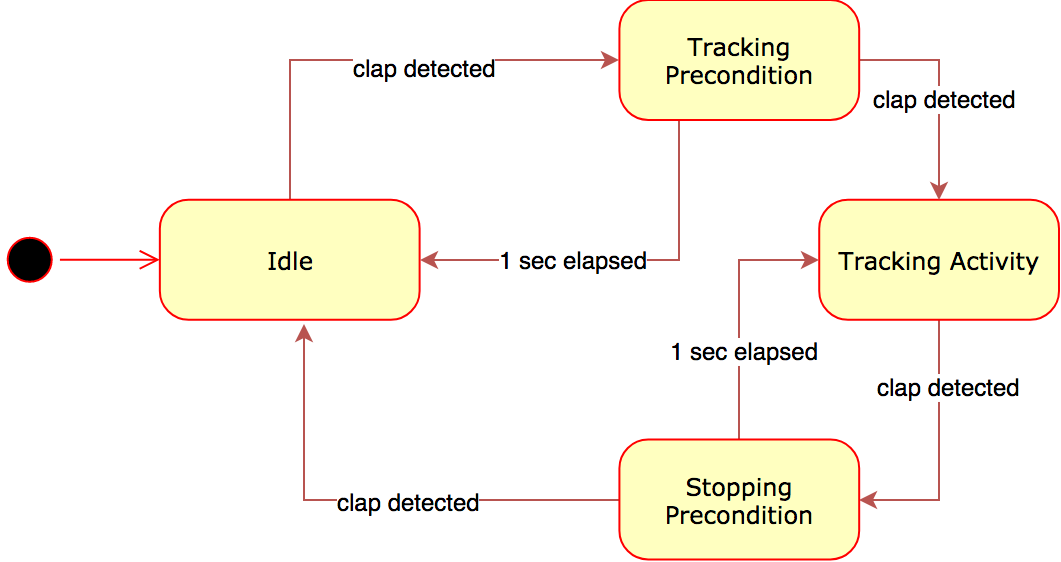 Tracking
Precondition
clap detected
clap detected
Idle
1 sec elapsed
Tracking Activity
1 sec elapsed
clap detected
Stopping
Precondition
clap detected